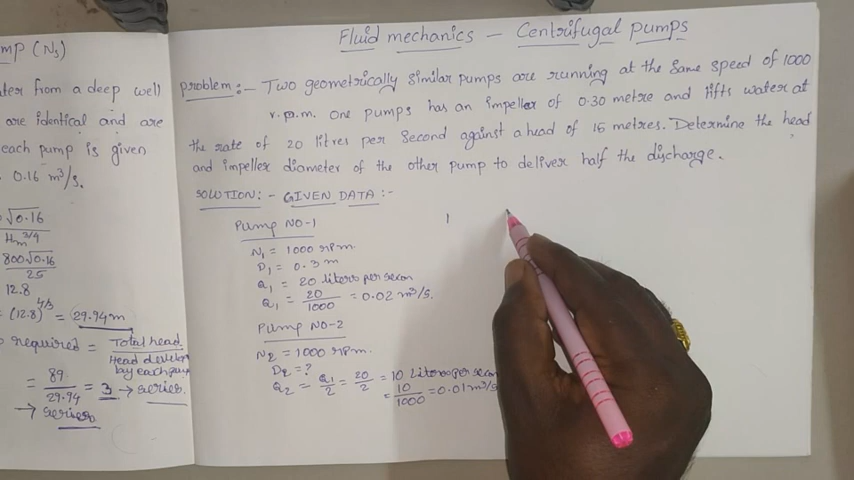 mp (Ns)
ater from a deep well
are identical and are
each pump is given
0.16 m³/s.
√0.16
Hm^3/4
800√0.16
25
12.8
= (12.8)^4/3 = 29.94m
required = Total head
Head develop
by each pump
= 89 / 29.94 = 3 → series.
→ series
Fluid mechanics - Centrifugal pumps
problem:- Two geometrically similar pumps are running at the same speed of 1000
r.p.m. One pumps has an impeller of 0.30 metre and lifts water at
the rate of 20 litres per second against a head of 15 metres. Determine the head
and impeller diameter of the other pump to deliver half the discharge.
SOLUTION:- GIVEN DATA:-
Pump NO-1
N₁ = 1000 rpm.
D₁ = 0.3 m
Q₁ = 20 liters per secon
Q₁ = 20/1000 = 0.02 m³/s.
Pump NO-2
N₂ = 1000 rpm.
D₂ = ?
Q₂ = Q₁/2 = 20/2 = 10 Liters per secon
= 10/1000 = 0.01 m³/s